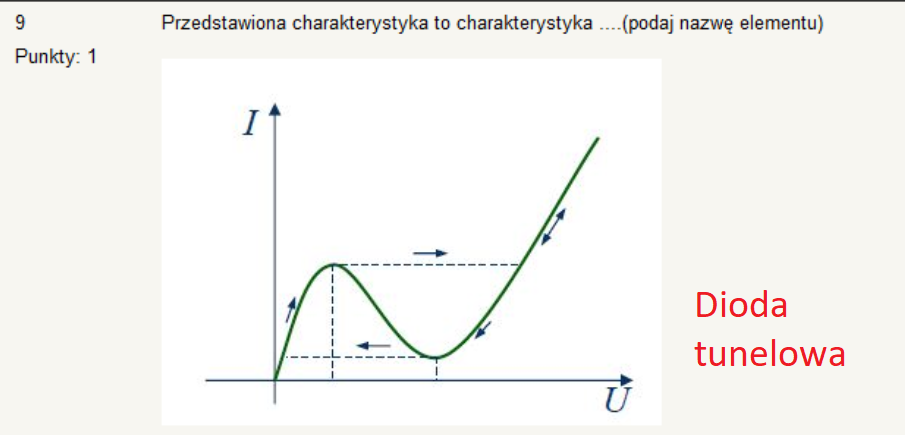 9 Przedstawiona charakterystyka to charakterystyka ....(podaj nazwę elementu)
Punkty: 1
I
U
Dioda
tunelowa